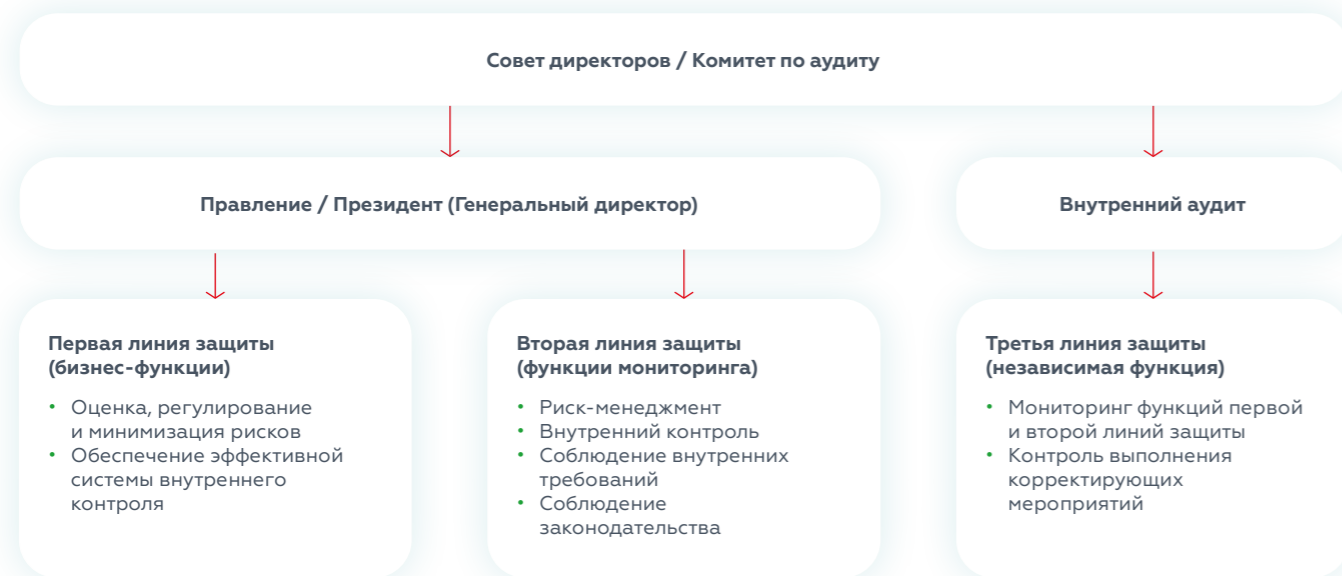 Совет директоров / Комитет по аудиту
Правление / Президент (Генеральный директор)
Внутренний аудит
Первая линия защиты
(бизнес-функции)
• Оценка, регулирование
и минимизация рисков
• Обеспечение эффективной
системы внутреннего
контроля
Вторая линия защиты
(функции мониторинга)
• Риск-менеджмент
• Внутренний контроль
• Соблюдение внутренних
требований
• Соблюдение
законодательства
Третья линия защиты
(независимая функция)
• Мониторинг функций первой
и второй линий защиты
• Контроль выполнения
корректирующих
мероприятий